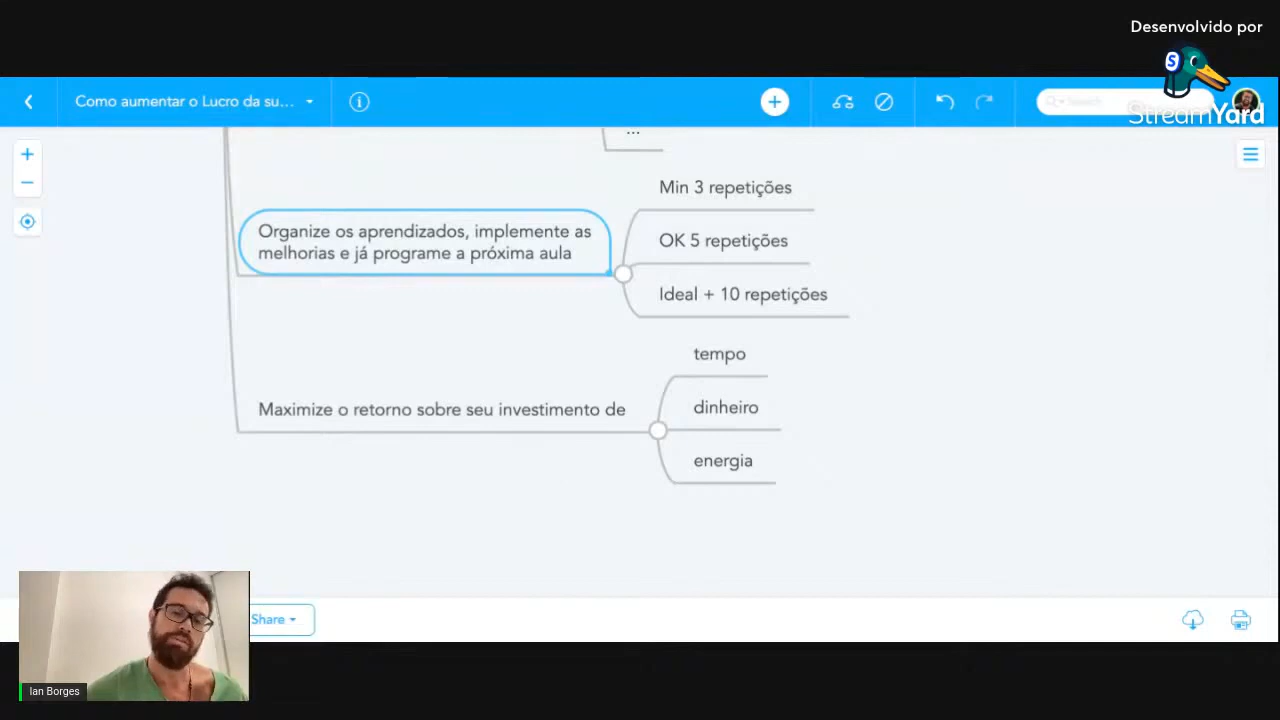 Desenvolvido por
StreamYard
Como aumentar o Lucro da su...
Search
...
Min 3 repetições
Organize os aprendizados, implemente as
melhorias e já programe a próxima aula
OK 5 repetições
Ideal + 10 repetições
tempo
Maximize o retorno sobre seu investimento de
dinheiro
energia
Share
Ian Borges